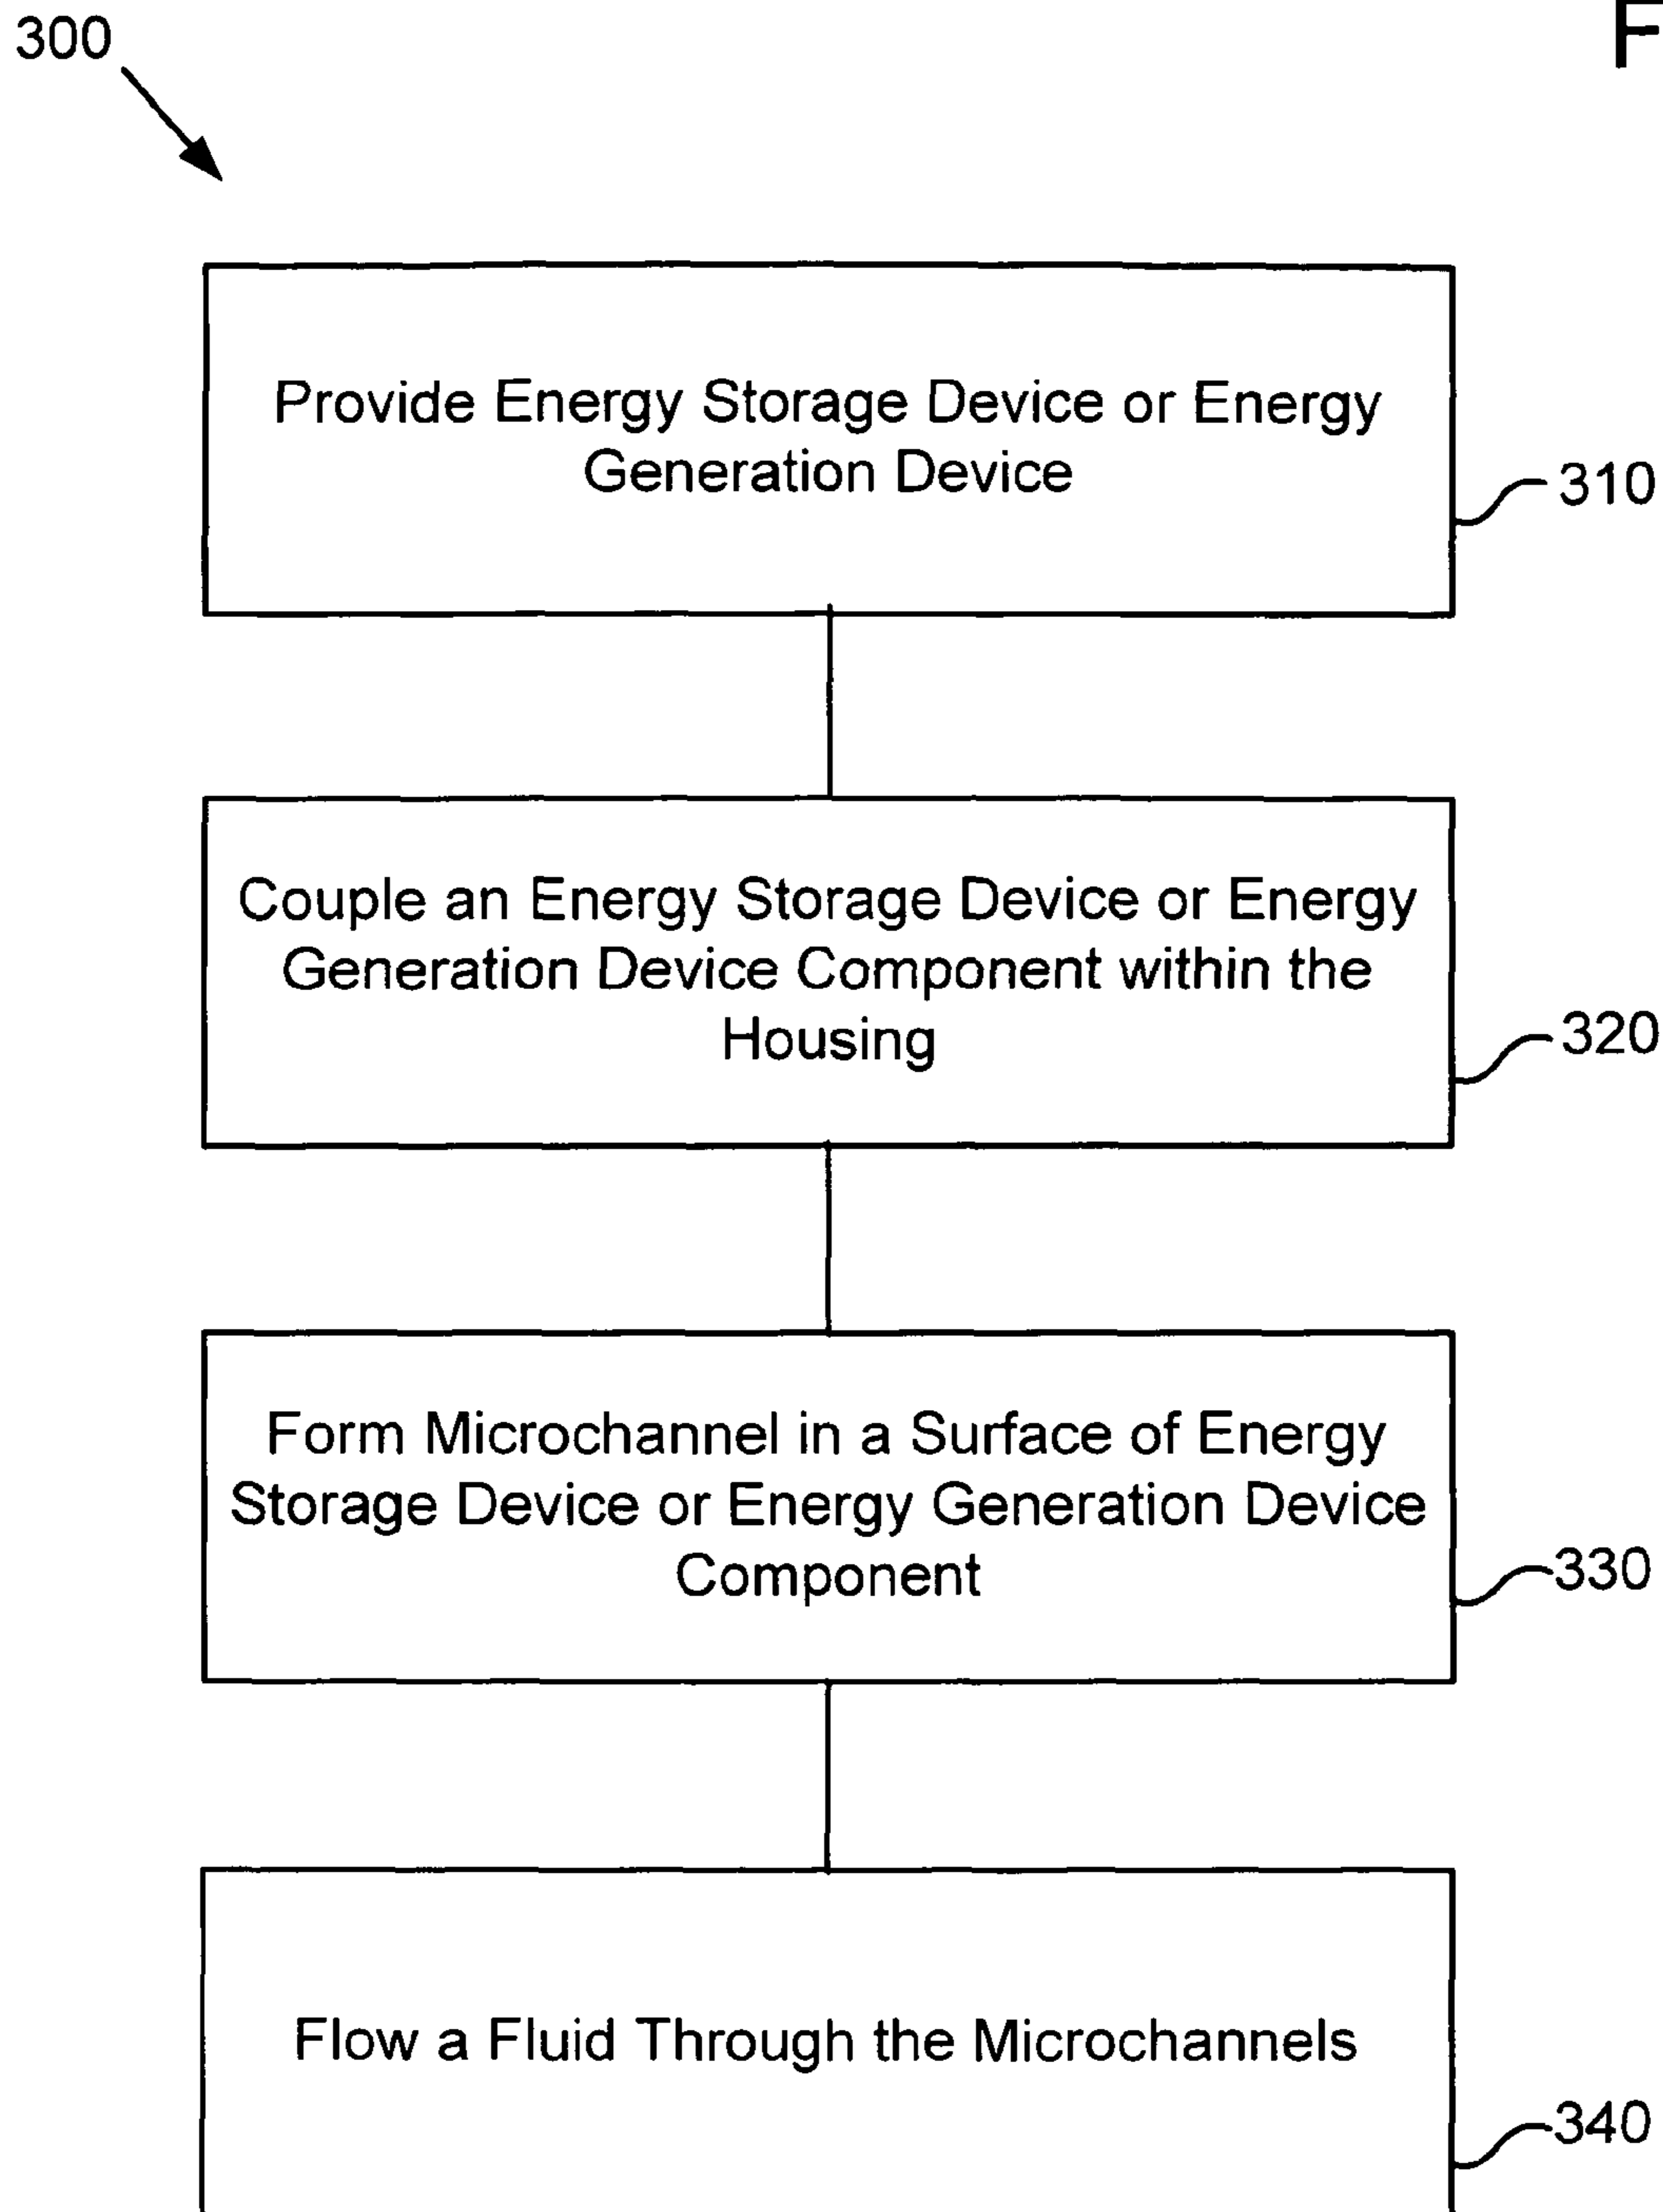 300
F
Provide Energy Storage Device or Energy
Generation Device
310
Couple an Energy Storage Device or Energy
Generation Device Component within the
Housing
320
Form Microchannel in a Surface of Energy
Storage Device or Energy Generation Device
Component
330
Flow a Fluid Through the Microchannels
340